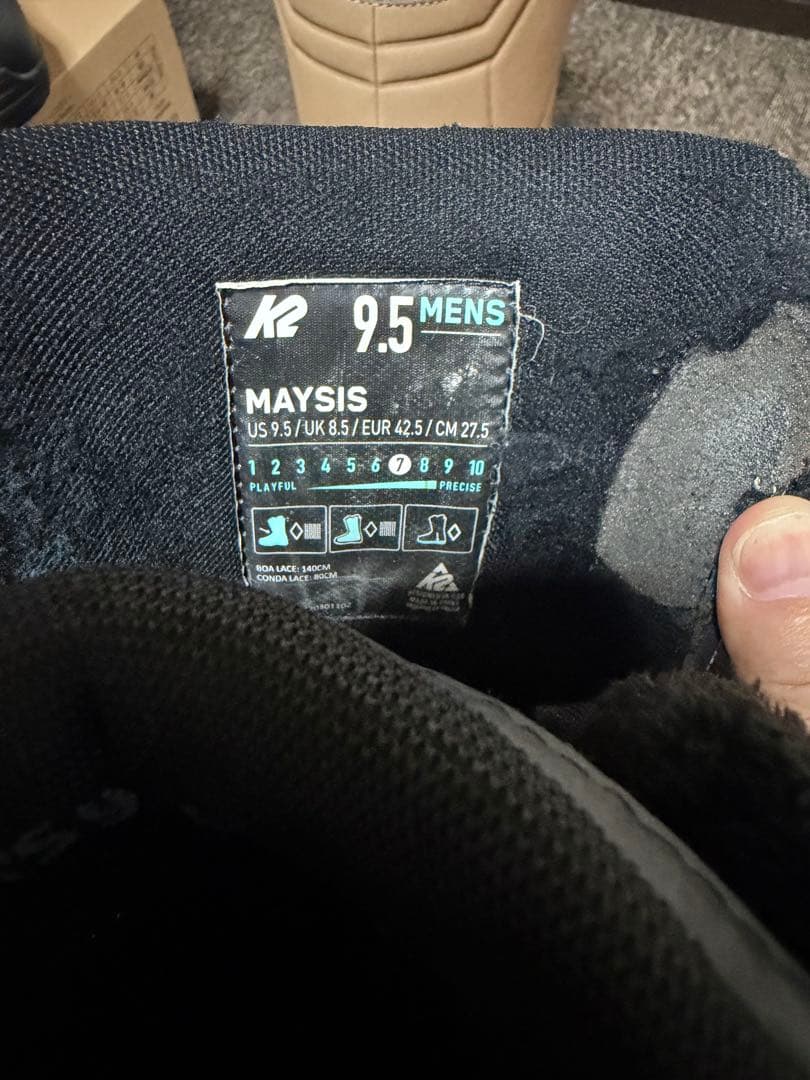 K2 9.5 MENS
MAYSIS
US 9.5 / UK 8.5 / EUR 42.5 / CM 27.5
1 2 3 4 5 6 7 8 9 10
PLAYFUL PRECISE
BOA LACE: 140CM
CONDA LACE: 80CM
K2